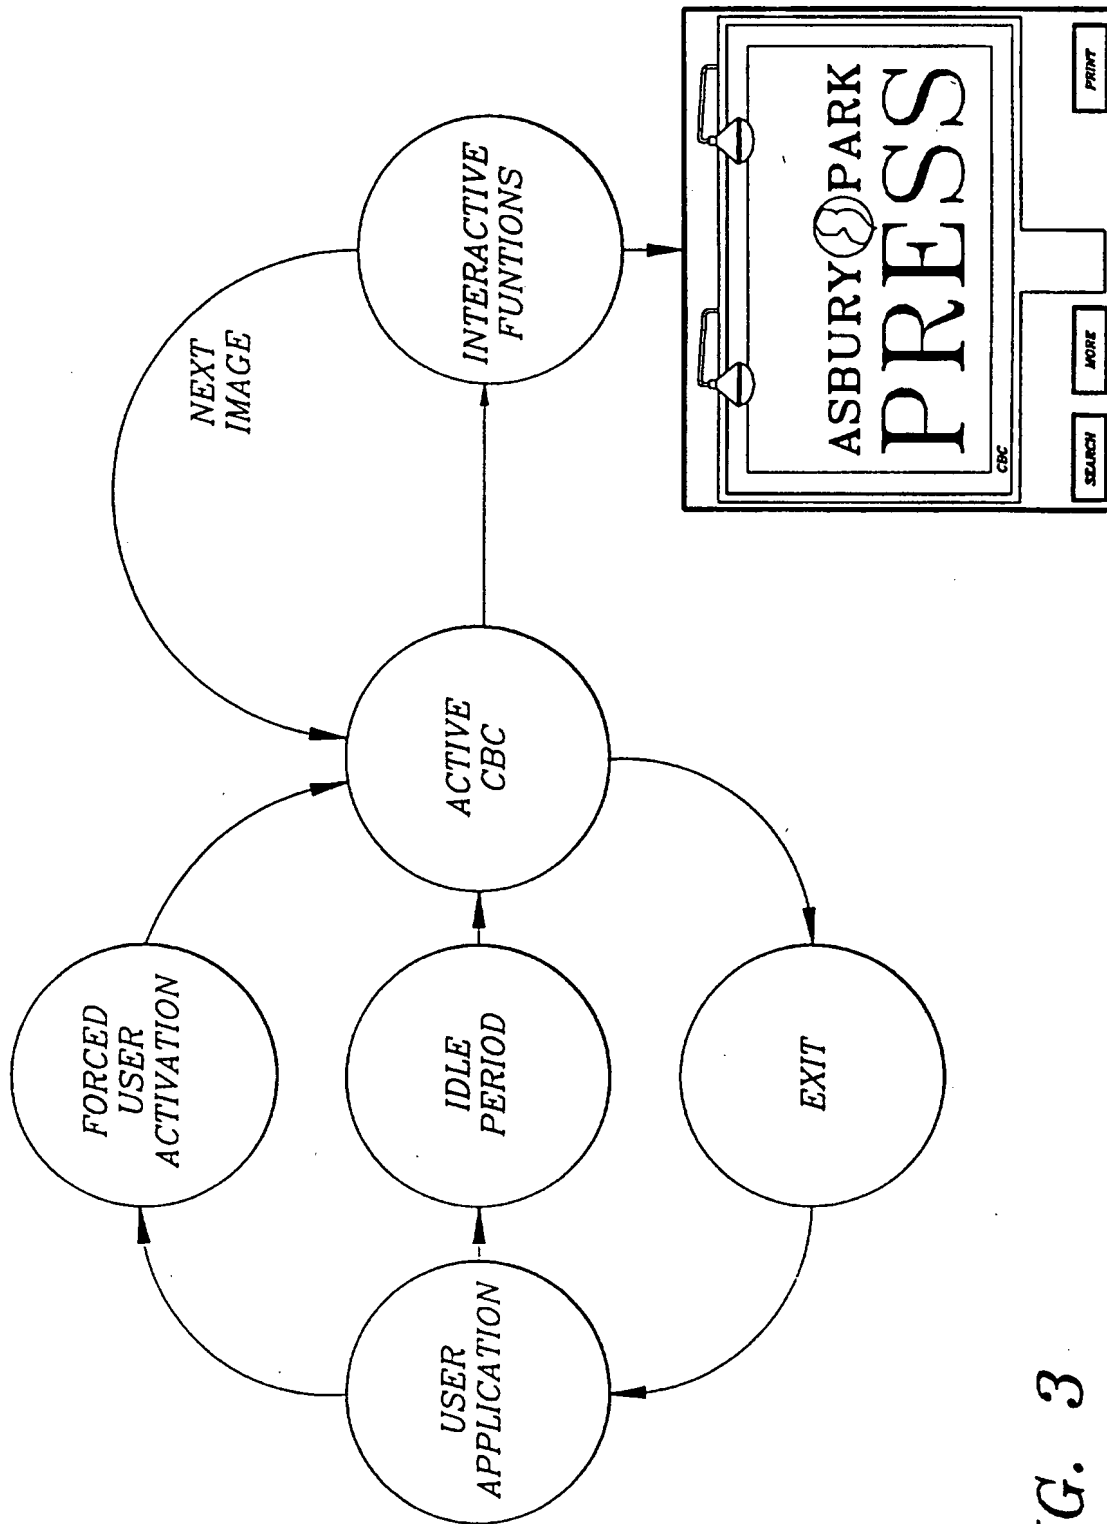 FORCED
USER
ACTIVATION
NEXT
IMAGE
USER
APPLICATION
IDLE
PERIOD
ACTIVE
CBC
INTERACTIVE
FUNTIONS
EXIT
ASBURY PARK
PRESS
CBC
SEARCH
MORE
PRINT
G. 3